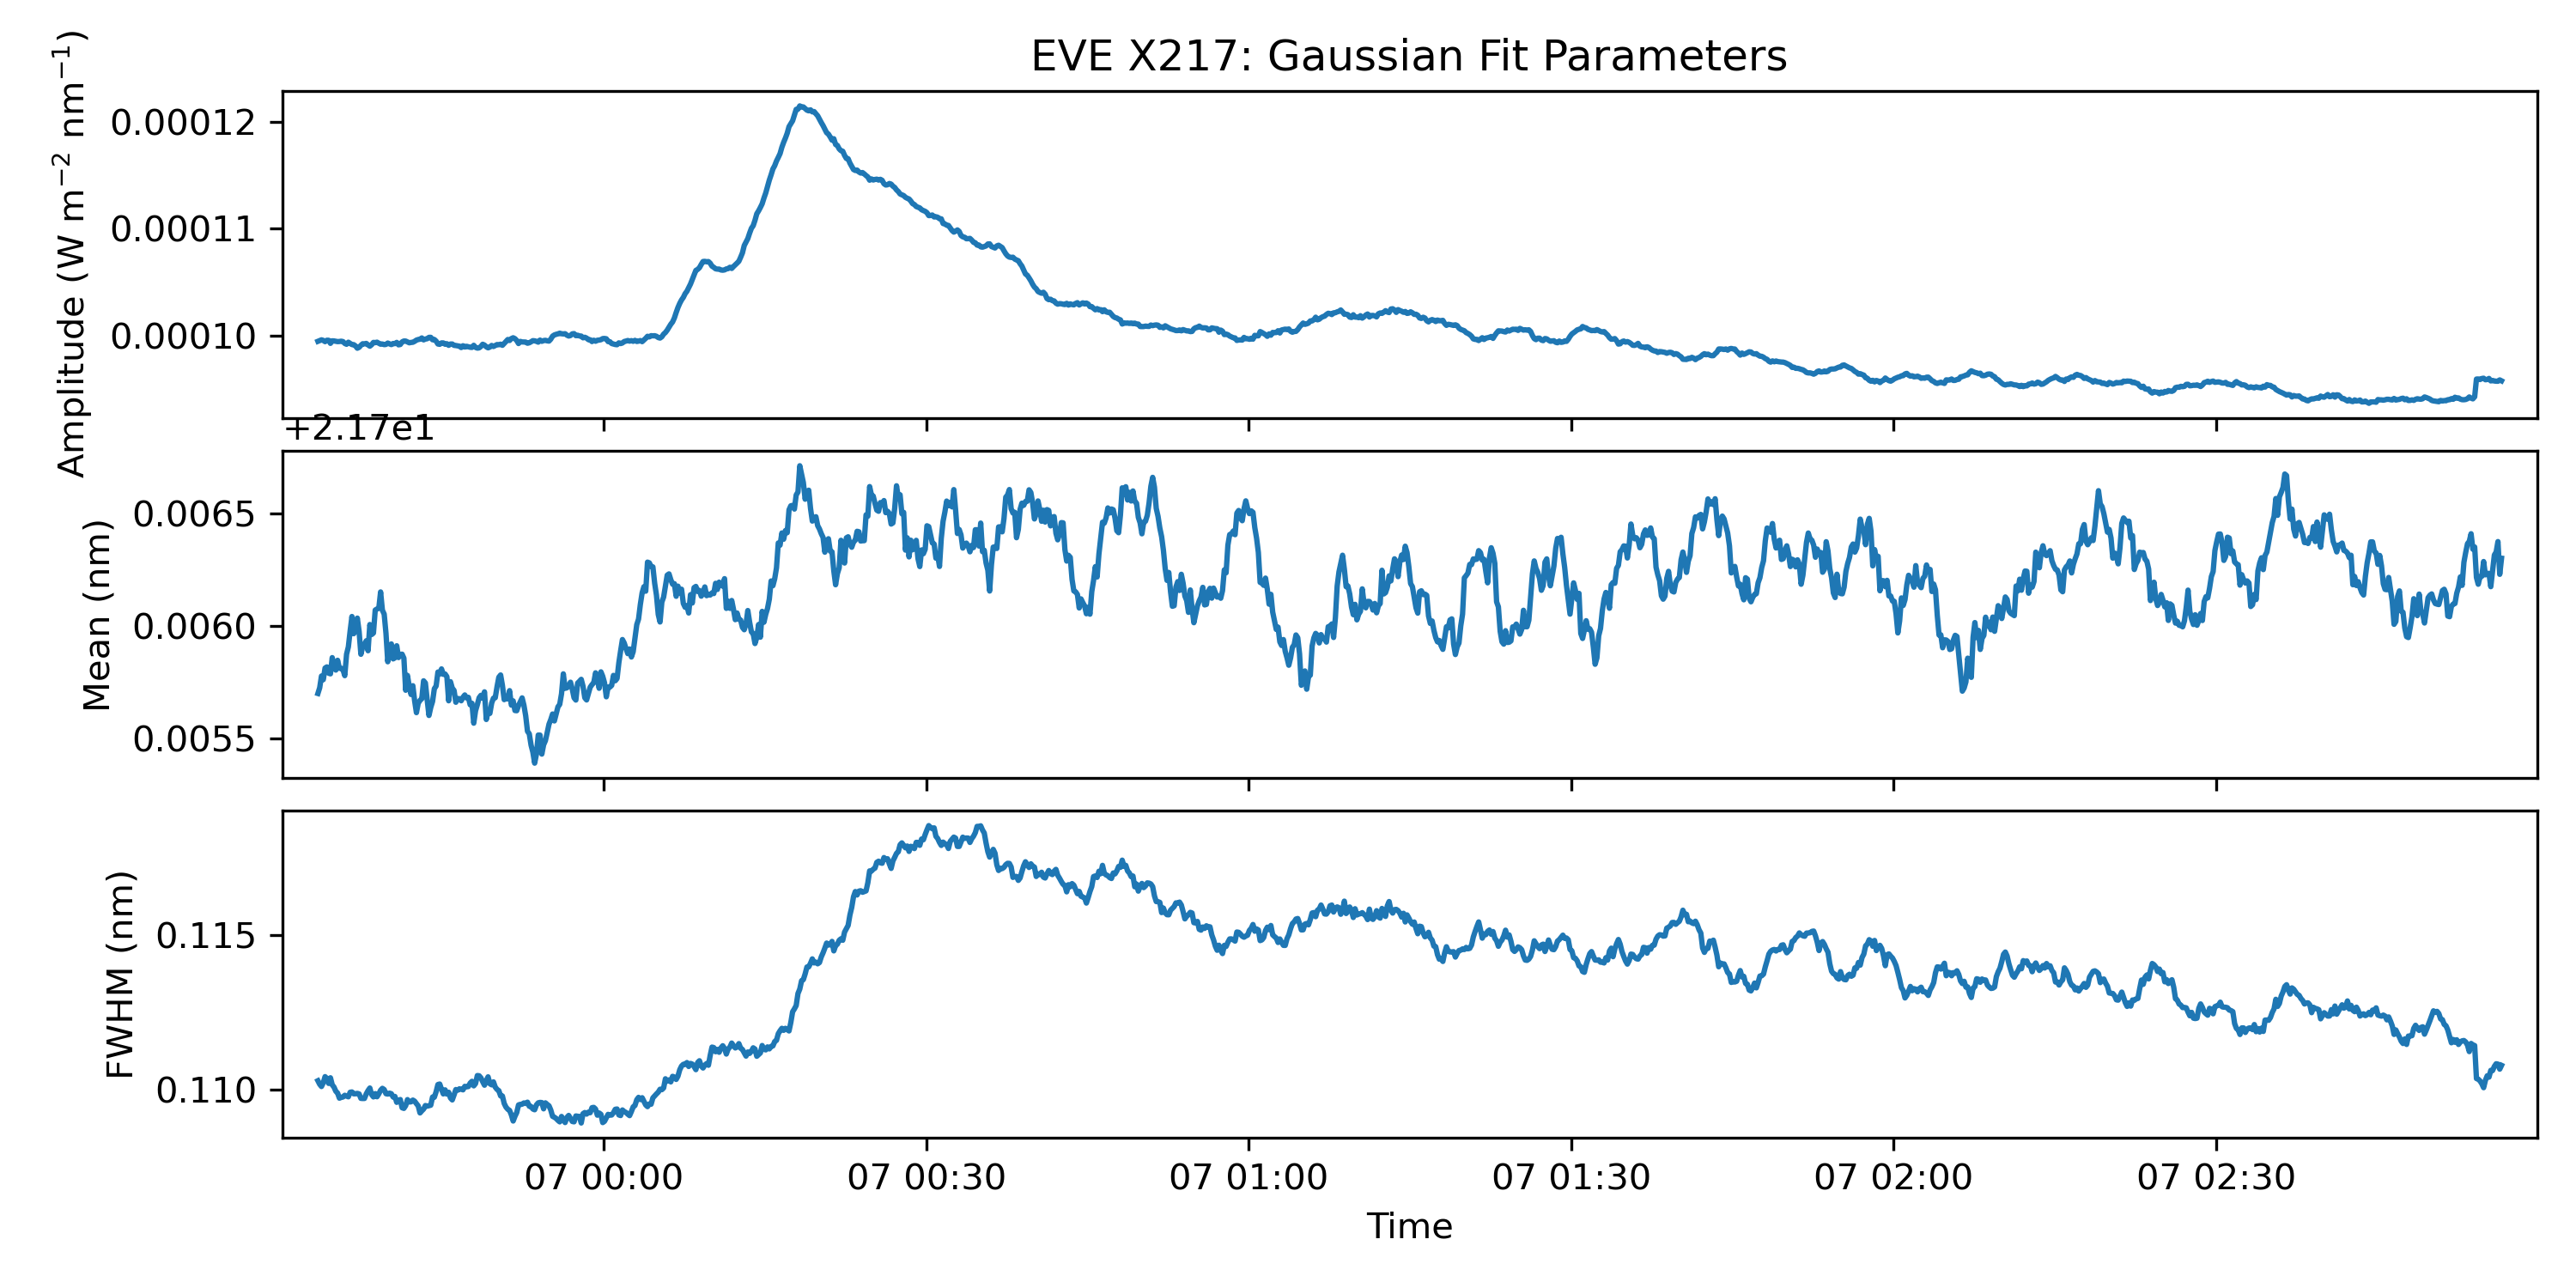 EVE X217: Gaussian Fit Parameters
Amplitude (W m⁻² nm⁻¹)
0.00012
0.00011
0.00010
+2.17e1
Mean (nm)
0.0065
0.0060
0.0055
FWHM (nm)
0.115
0.110
07 00:00 07 00:30 07 01:00 07 01:30 07 02:00 07 02:30
Time